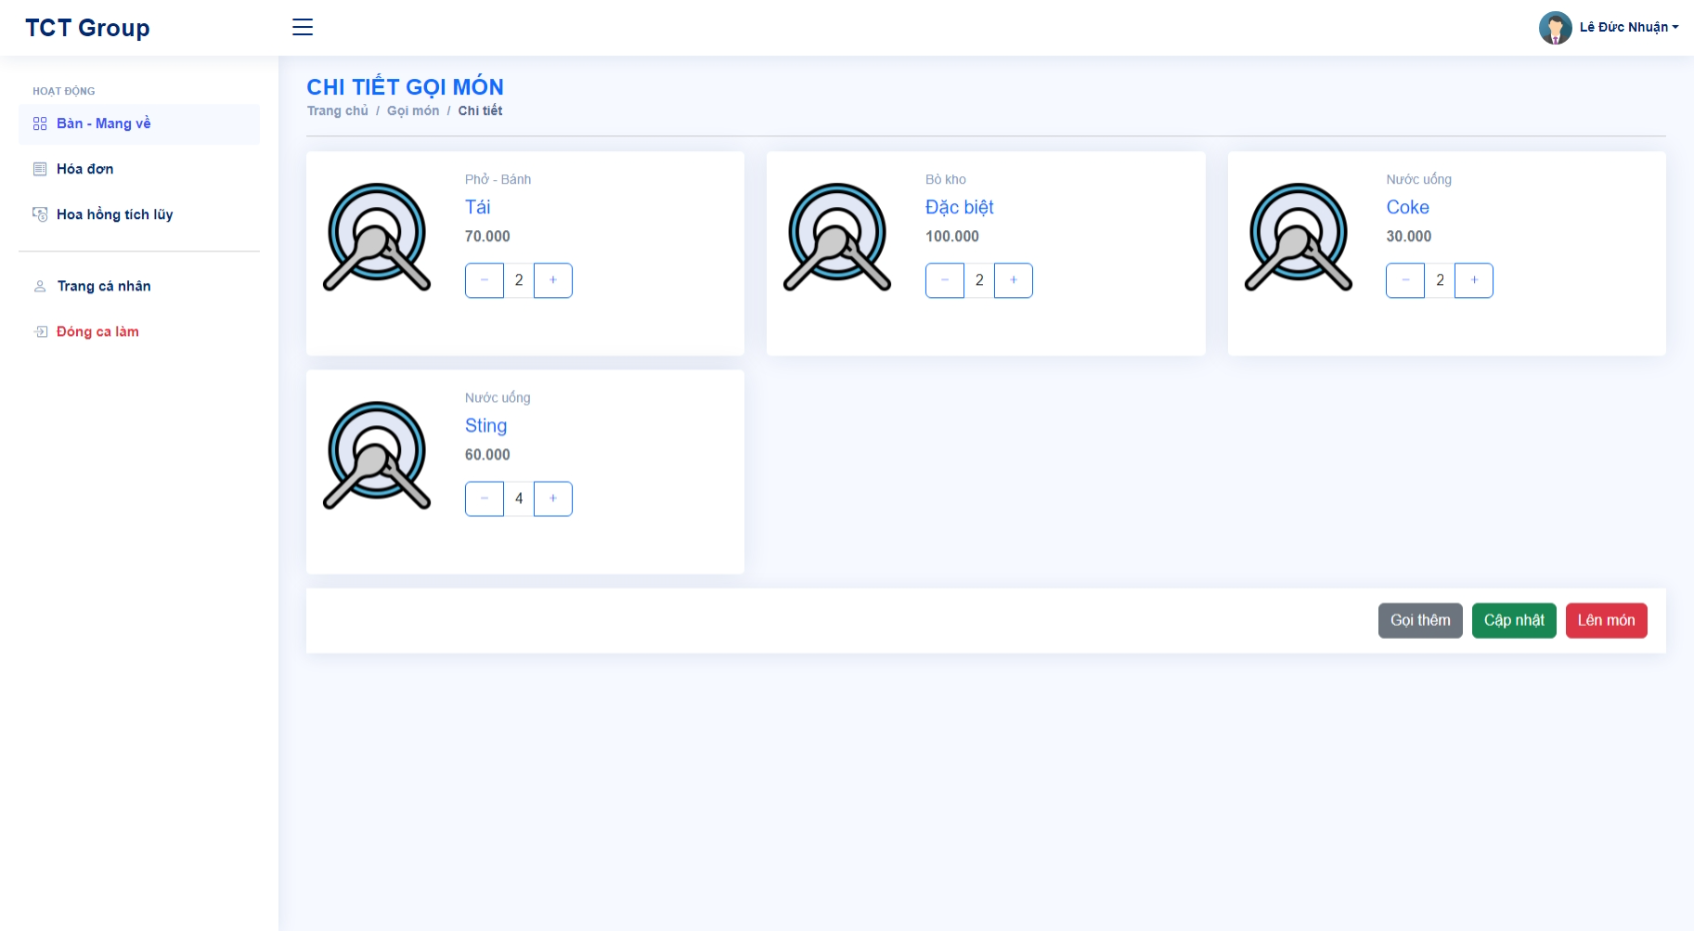 TCT Group
Lê Đức Nhuận
HOẠT ĐỘNG
Bàn - Mang về
Hóa đơn
Hoa hồng tích lũy
Trang cá nhân
Đóng ca làm
CHI TIẾT GỌI MÓN
Trang chủ / Gọi món / Chi tiết
Phở - Bánh
Tái
70.000
− 2 +
Bò kho
Đặc biệt
100.000
− 2 +
Nước uống
Coke
30.000
− 2 +
Nước uống
Sting
60.000
− 4 +
Gọi thêm
Cập nhật
Lên món